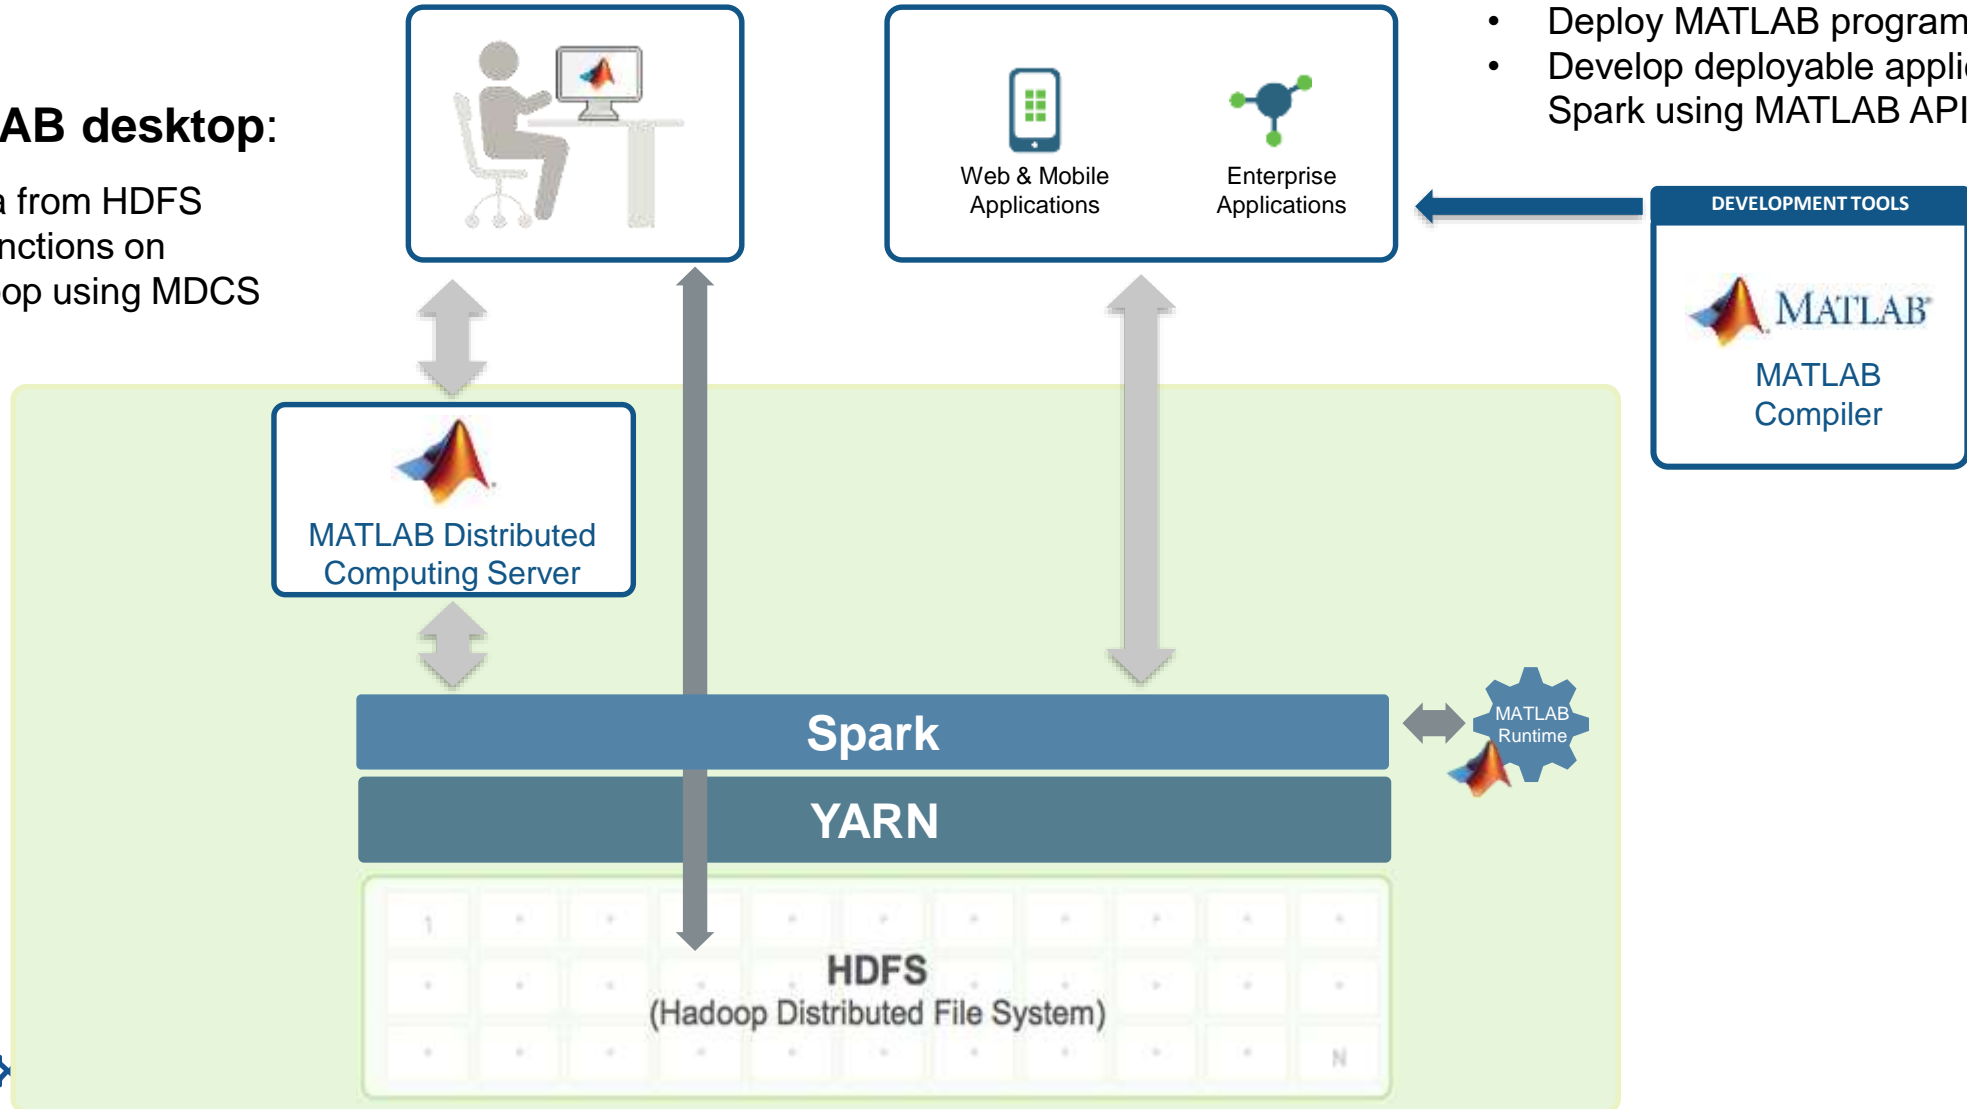 AB desktop:
a from HDFS
nctions on
oop using MDCS
Web & Mobile
Applications
Enterprise
Applications
• Deploy MATLAB program
• Develop deployable appli
Spark using MATLAB API
DEVELOPMENT TOOLS
MATLAB®
MATLAB
Compiler
MATLAB Distributed
Computing Server
Spark
MATLAB
Runtime
YARN
1
HDFS
(Hadoop Distributed File System)
N